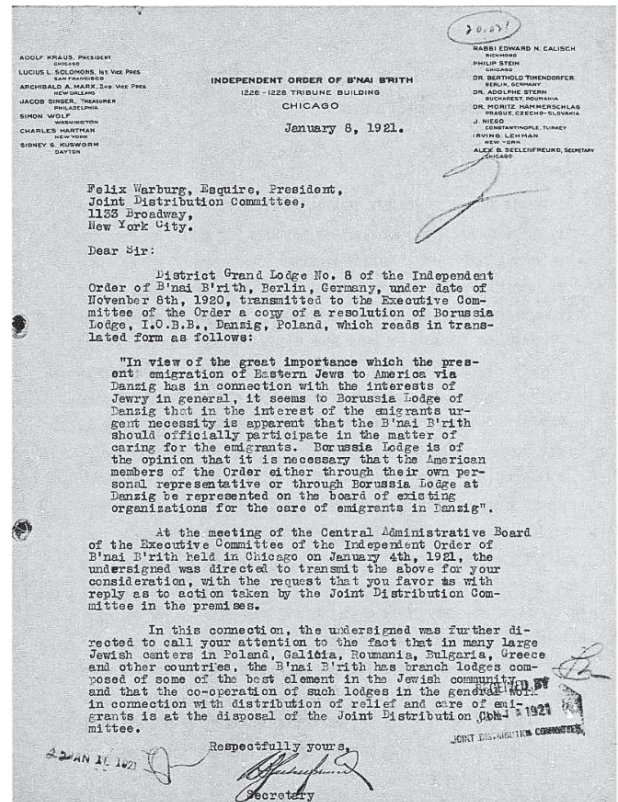 20.621
ADOLF KRAUS, PRESIDENT
CHICAGO
LUCIUS L. SOLOMONS, 1ST VICE PRES
SAN FRANCISCO
ARCHIBALD A. MARX, 2ND VICE PRES
NEW ORLEANS
JACOB SINGER, TREASURER
PHILADELPHIA
SIMON WOLF
WASHINGTON
CHARLES HARTMAN
NEW YORK
SIDNEY G. KUSWORM
DAYTON
INDEPENDENT ORDER OF B'NAI B'RITH
1226 - 1228 TRIBUNE BUILDING
CHICAGO
January 8, 1921.
RABBI EDWARD N. CALISCH
RICHMOND
PHILIP STEIN
CHICAGO
DR. BERTHOLD TIMENDORFER
BERLIN, GERMANY
DR. ADOLPHE STERN
BUCHAREST, ROUMANIA
DR. MORITZ HAMMERSCHLAG
PRAGUE, CZECHO-SLOVAKIA
J. NIEGO
CONSTANTINOPLE, TURKEY
IRVING LEHMAN
NEW YORK
ALEX B. SEELENFREUND, SECRETARY
CHICAGO
Felix Warburg, Esquire, President,
Joint Distribution Committee,
1133 Broadway,
New York City.
Dear Sir:
District Grand Lodge No. 8 of the Independent
Order of B'nai B'rith, Berlin, Germany, under date of
November 8th, 1920, transmitted to the Executive Com-
mittee of the Order a copy of a resolution of Borussia
Lodge, I.O.B.B., Danzig, Poland, which reads in trans-
lated form as follows:
"In view of the great importance which the pres-
ent emigration of Eastern Jews to America via
Danzig has in connection with the interests of
Jewry in general, it seems to Borussia Lodge of
Danzig that in the interest of the emigrants ur-
gent necessity is apparent that the B'nai B'rith
should officially participate in the matter of
caring for the emigrants. Borussia Lodge is of
the opinion that it is necessary that the American
members of the Order either through their own per-
sonal representative or through Borussia Lodge at
Danzig be represented on the board of existing
organizations for the care of emigrants in Danzig".
At the meeting of the Central Administrative Board
of the Executive Committee of the Independent Order of
B'nai B'rith held in Chicago on January 4th, 1921, the
undersigned was directed to transmit the above for your
consideration, with the request that you favor us with
reply as to action taken by the Joint Distribution Com-
mittee in the premises.
In this connection, the undersigned was further di-
rected to call your attention to the fact that in many large
Jewish centers in Poland, Galicia, Roumania, Bulgaria, Greece
and other countries, the B'nai B'rith has branch lodges com-
posed of some of the best element in the Jewish community
and that the co-operation of such lodges in the general work
in connection with distribution of relief and care of emi-
grants is at the disposal of the Joint Distribution Com-
mittee.
RECEIVED BY
1921
JOINT DISTRIBUTION COMMITTEE
Respectfully yours,
JAN 1921
Secretary